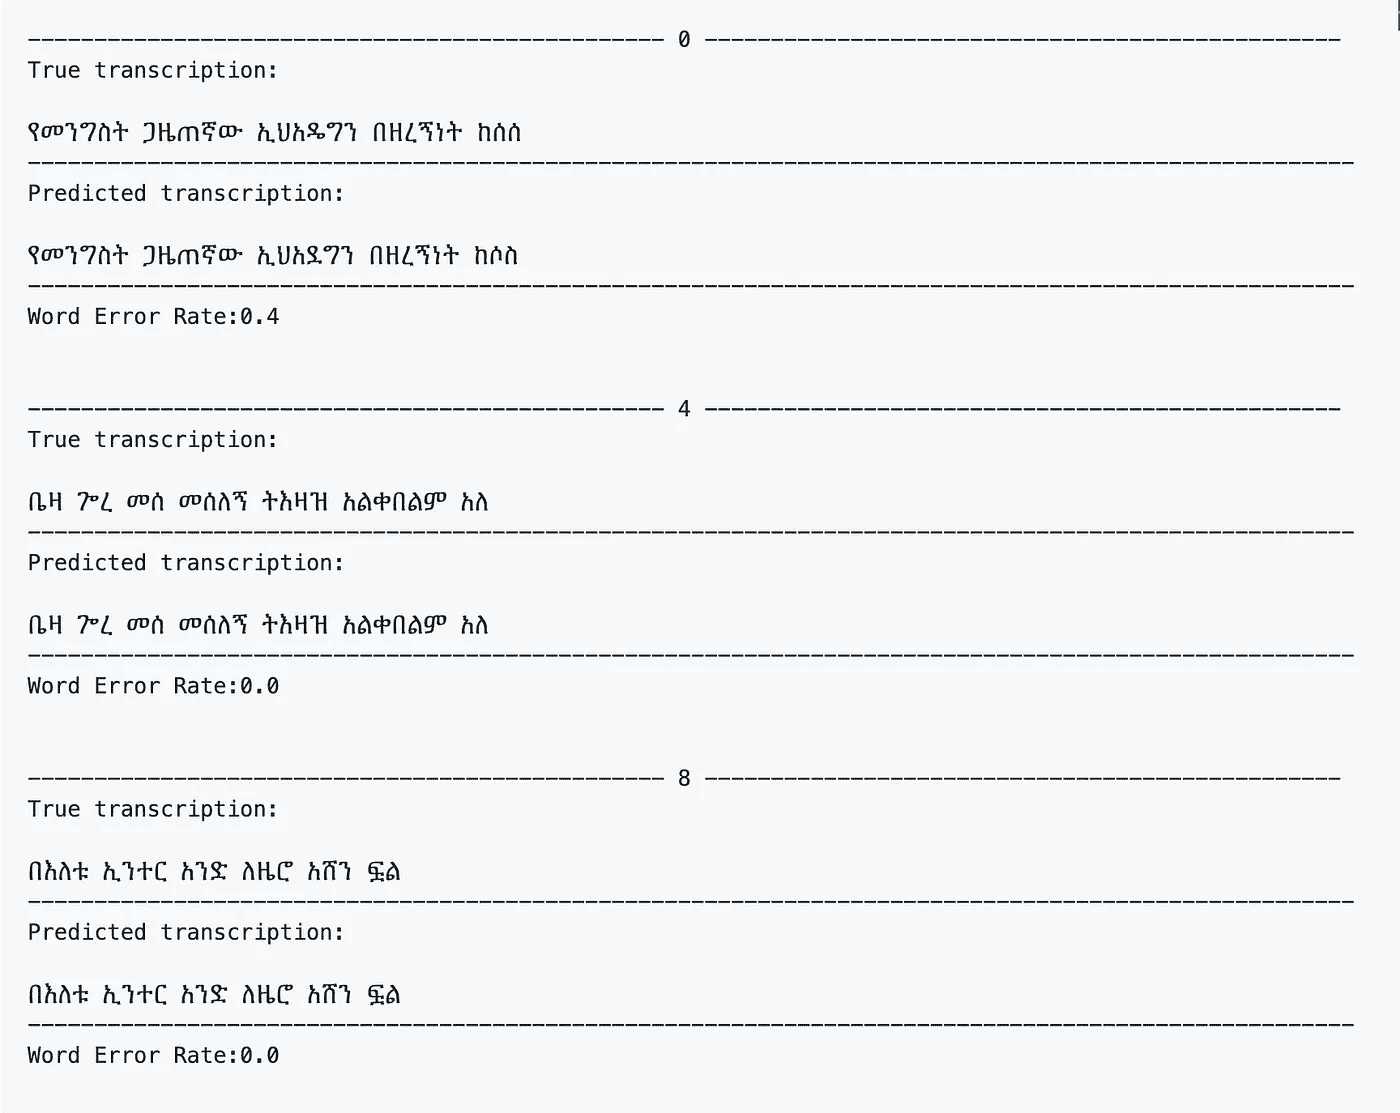 ------------------------------------------------ 0 ------------------------------------------------
True transcription:
የመንግስት ጋዜጠኛው ኢህአዴግን በዘረኝነት ከሰሰ
----------------------------------------------------------------------------------------------------
Predicted transcription:
የመንግስት ጋዜጠኛው ኢህአደግን በዘረኝነት ከሶስ
----------------------------------------------------------------------------------------------------
Word Error Rate:0.4
------------------------------------------------ 4 ------------------------------------------------
True transcription:
ቤዛ ጐረ መሰ መሰለኝ ትእዛዝ አልቀበልም አለ
----------------------------------------------------------------------------------------------------
Predicted transcription:
ቤዛ ጐረ መሰ መሰለኝ ትእዛዝ አልቀበልም አለ
----------------------------------------------------------------------------------------------------
Word Error Rate:0.0
------------------------------------------------ 8 ------------------------------------------------
True transcription:
በእለቱ ኢንተር አንድ ለዜሮ አሸን ፏል
----------------------------------------------------------------------------------------------------
Predicted transcription:
በእለቱ ኢንተር አንድ ለዜሮ አሸን ፏል
----------------------------------------------------------------------------------------------------
Word Error Rate:0.0